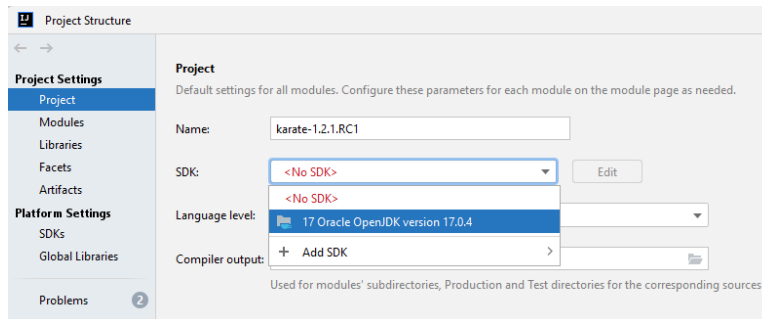 Project Structure
Project Settings
Project
Modules
Libraries
Facets
Artifacts
Platform Settings
SDKs
Global Libraries
Problems 2
Project
Default settings for all modules. Configure these parameters for each module on the module page as needed.
Name: karate-1.2.1.RC1
SDK: <No SDK> Edit
<No SDK>
17 Oracle OpenJDK version 17.0.4
Language level:
+ Add SDK
Compiler output:
Used for modules' subdirectories, Production and Test directories for the corresponding sources